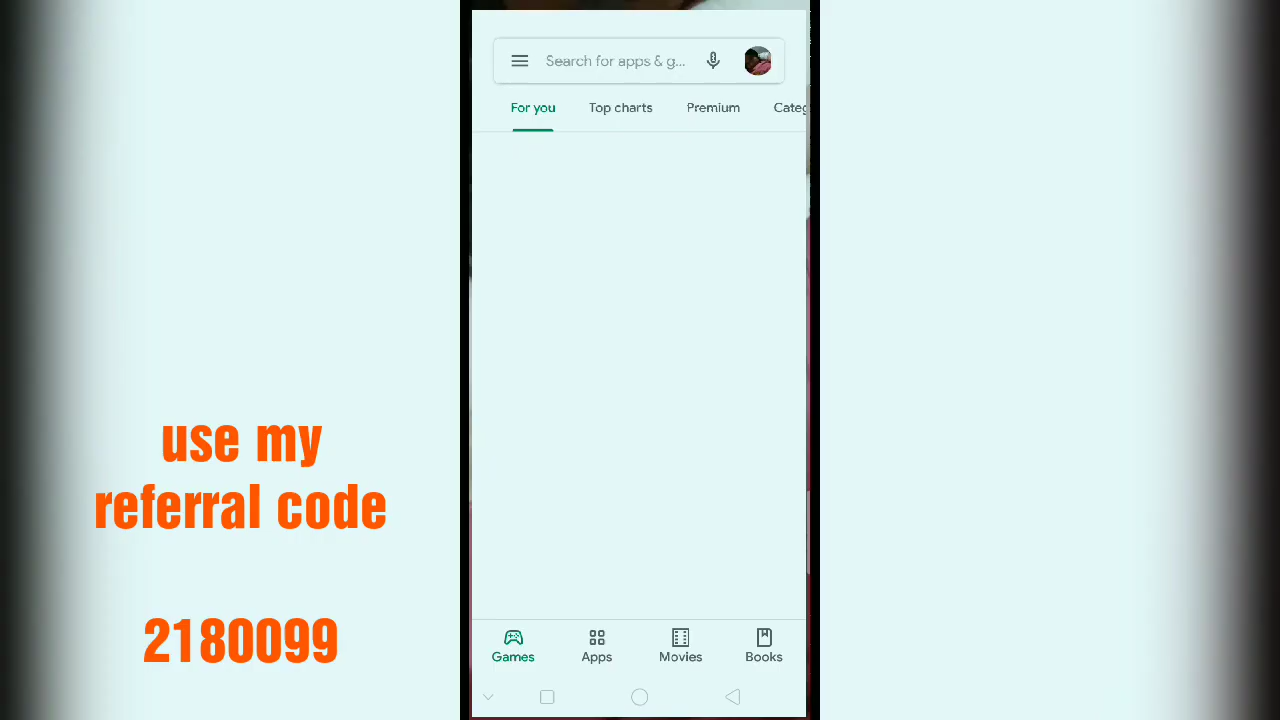 Search for apps & g...
For you Top charts Premium Categ
use my
referral code
2180099
Games Apps Movies Books